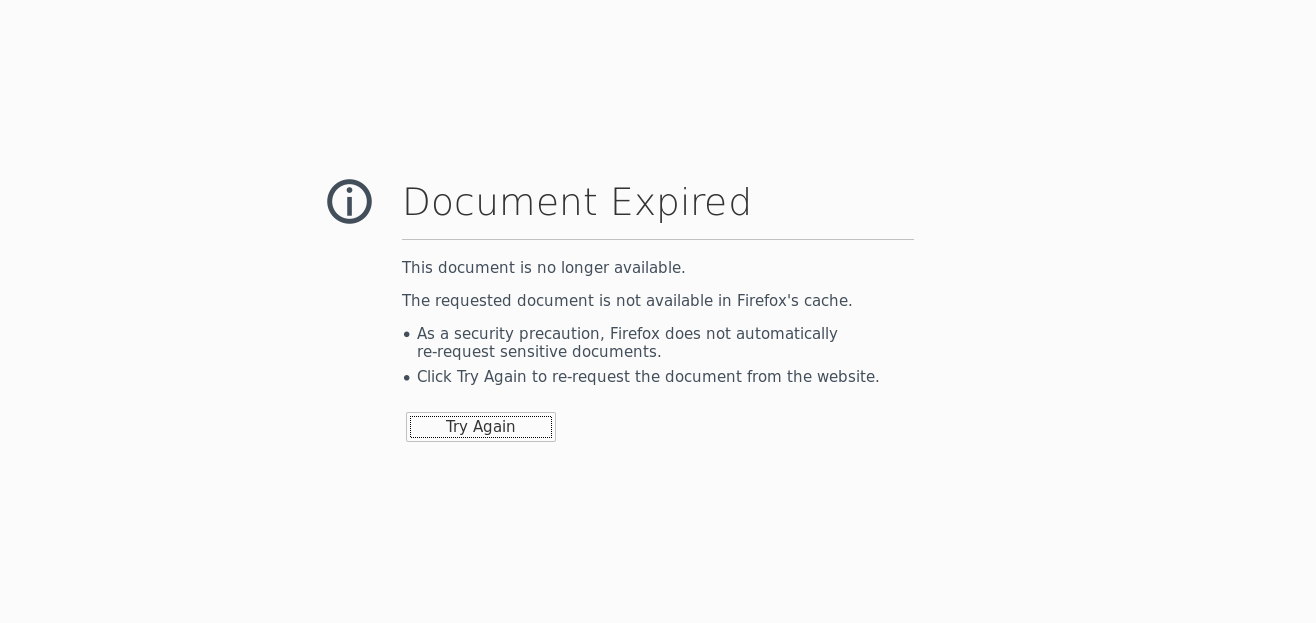 Document Expired
This document is no longer available.
The requested document is not available in Firefox's cache.
• As a security precaution, Firefox does not automatically
re-request sensitive documents.
• Click Try Again to re-request the document from the website.
Try Again